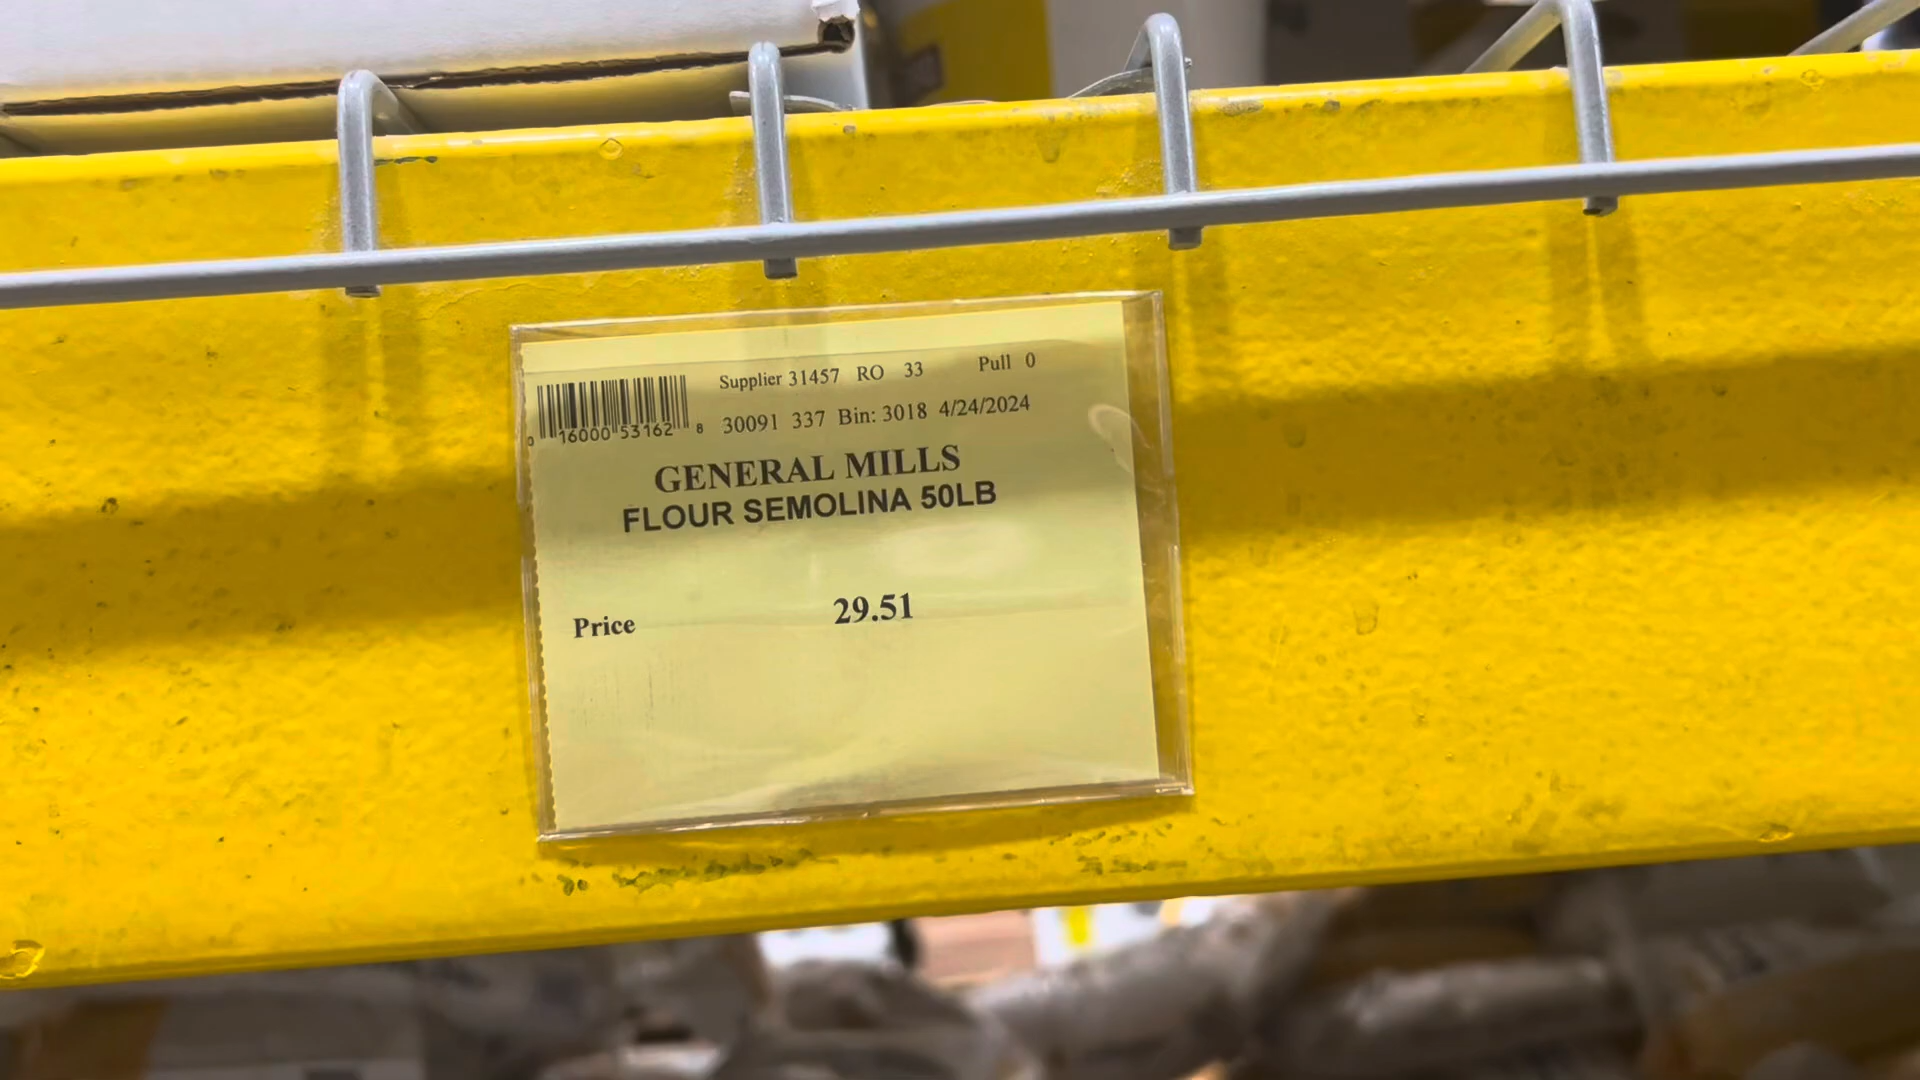 Supplier 31457 RO 33 Pull 0
0 16000 53162 8 30091 337 Bin: 3018 4/24/2024
GENERAL MILLS
FLOUR SEMOLINA 50LB
Price 29.51